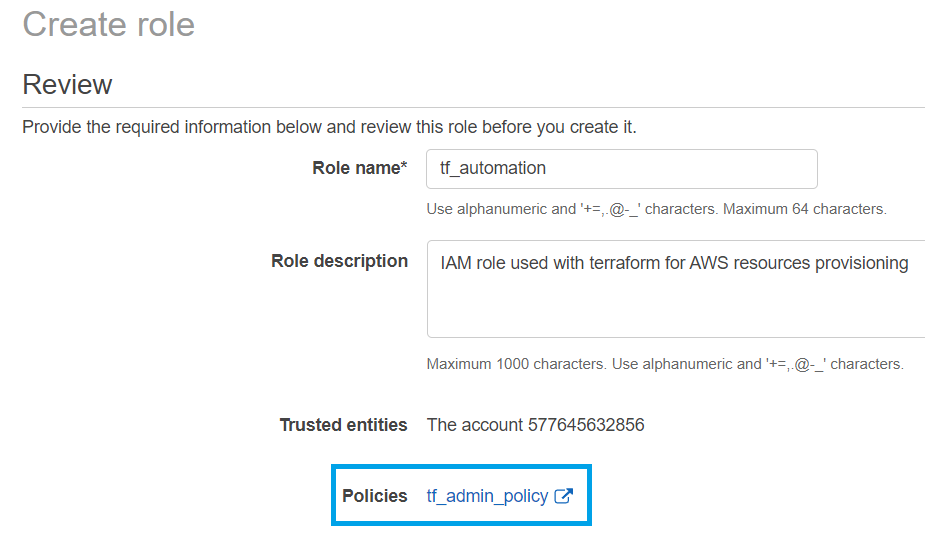 Create role
Review
Provide the required information below and review this role before you create it.
Role name* tf_automation
Use alphanumeric and '+=,.@-_' characters. Maximum 64 characters.
Role description IAM role used with terraform for AWS resources provisioning
Maximum 1000 characters. Use alphanumeric and '+=,.@-_' characters.
Trusted entities The account 577645632856
Policies tf_admin_policy